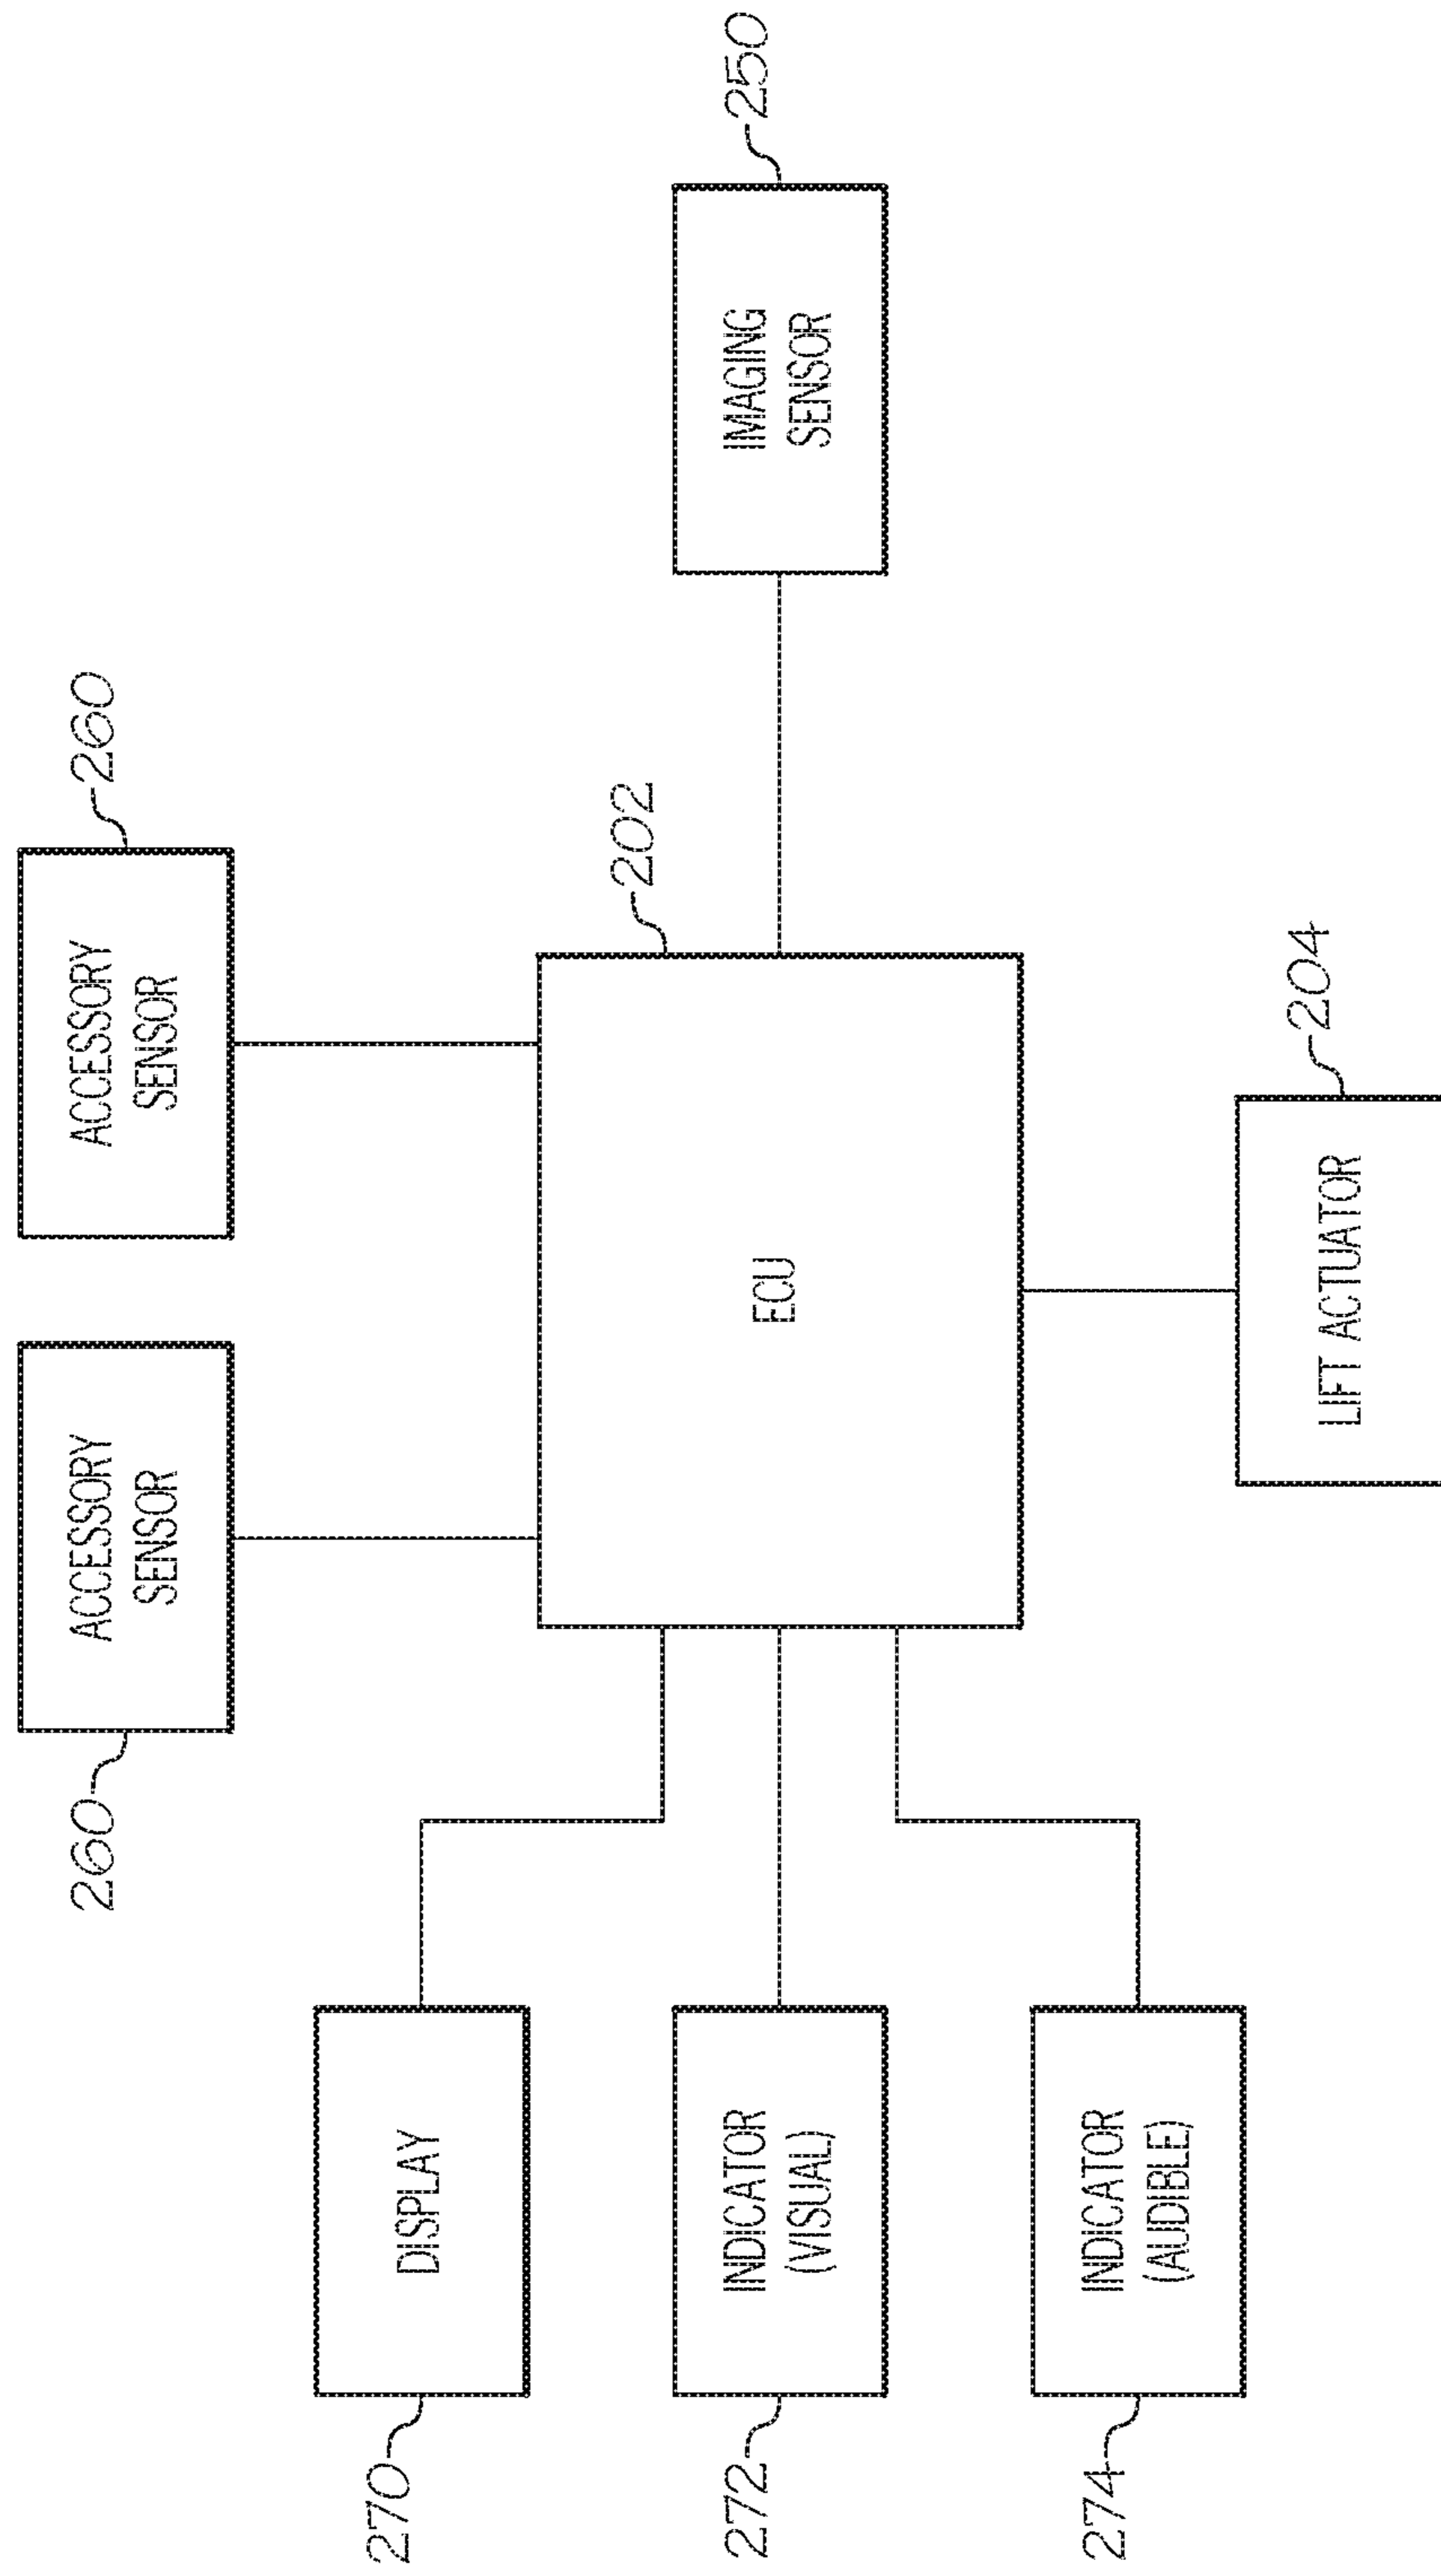 260
ACCESSORY
SENSOR
ACCESSORY
SENSOR
260
270
DISPLAY
202
272
INDICATOR
(VISUAL)
ECU
IMAGING
SENSOR
250
274
INDICATOR
(AUDIBLE)
LIFT ACTUATOR
204